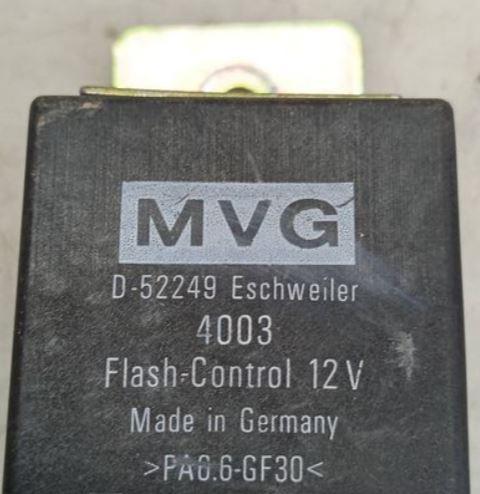 MVG
D-52249 Eschweiler
4003
Flash-Control 12V
Made in Germany
>PA6.6-GF30<